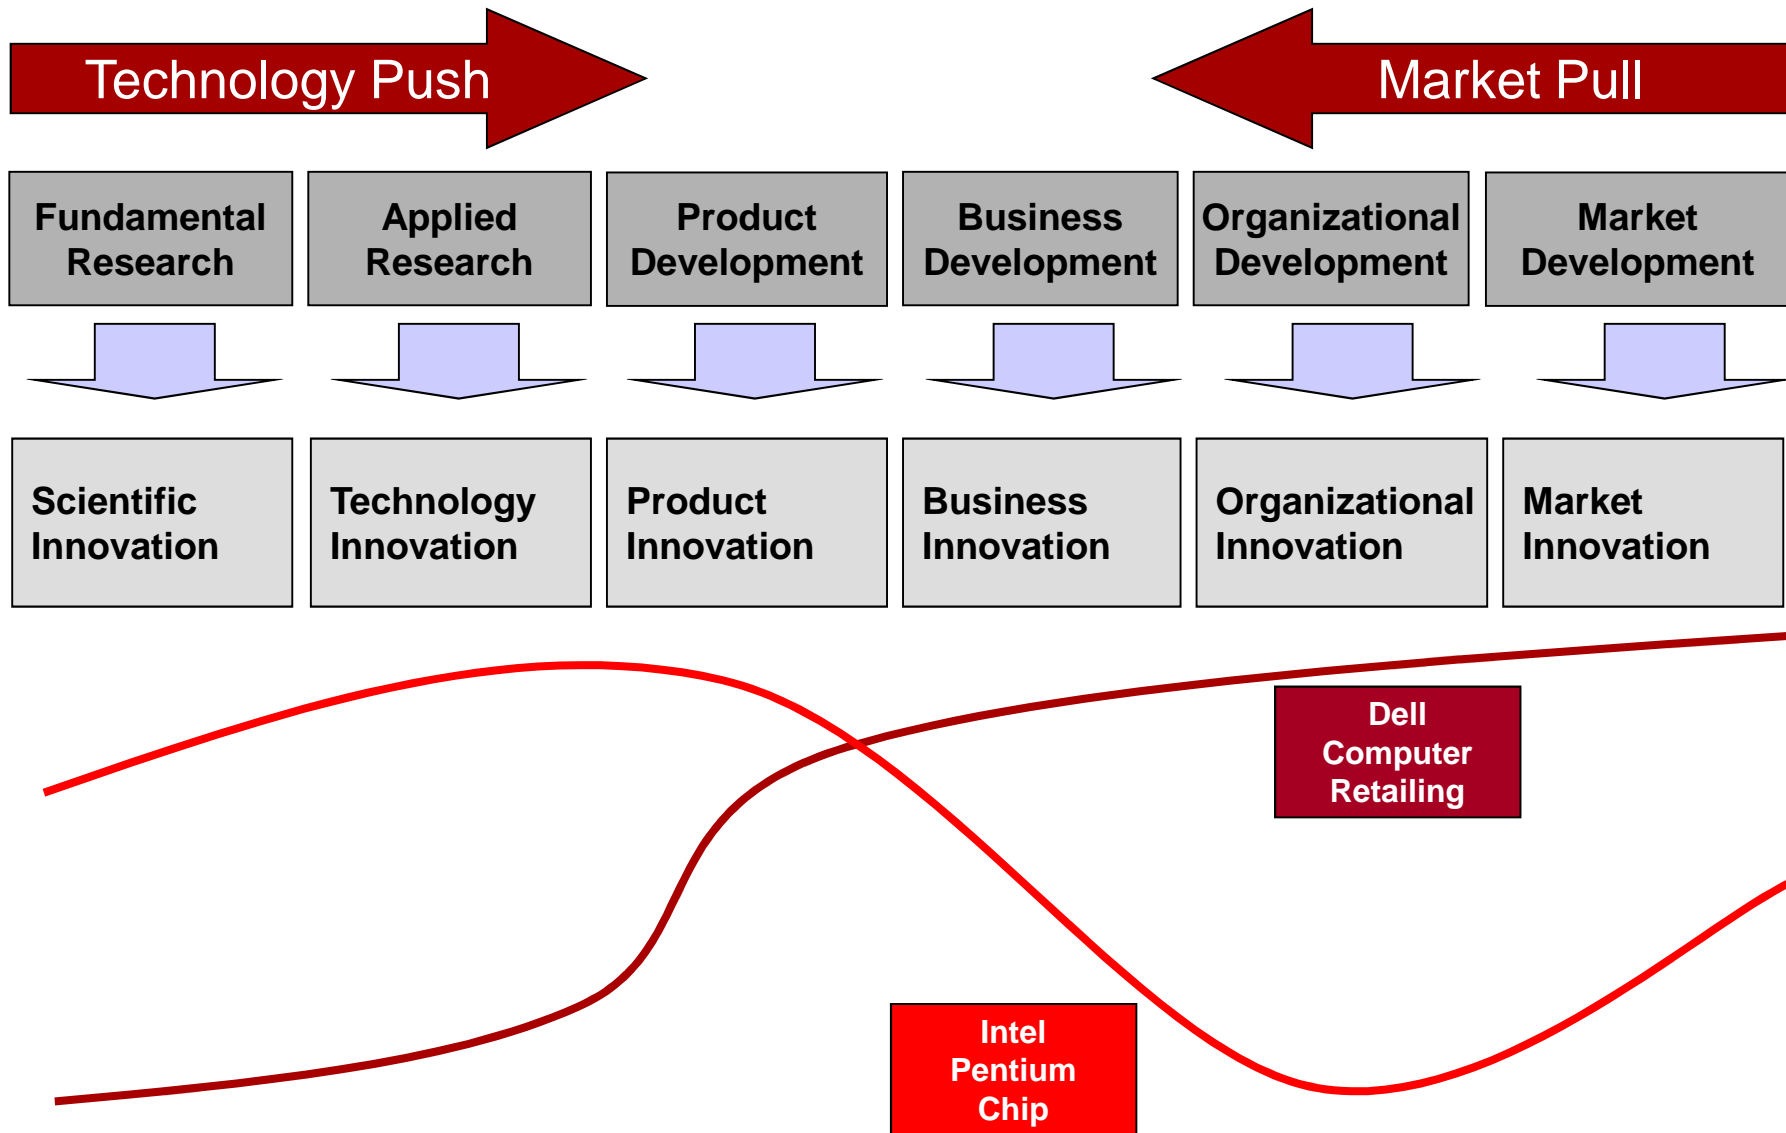 Technology Push
Market Pull
Fundamental
Research
Applied
Research
Product
Development
Business
Development
Organizational
Development
Market
Development
Scientific
Innovation
Technology
Innovation
Product
Innovation
Business
Innovation
Organizational
Innovation
Market
Innovation
Dell
Computer
Retailing
Intel
Pentium
Chip